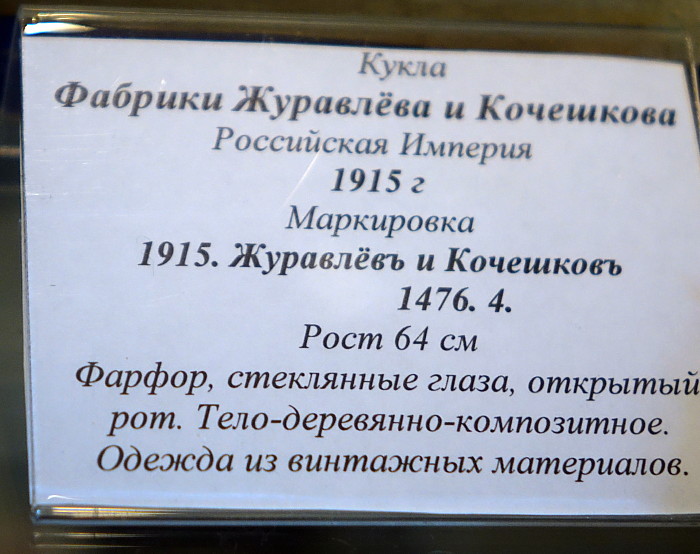 Кукла
Фабрики Журавлёва и Кочешкова
Российская Империя
1915 г
Маркировка
1915. Журавлёвъ и Кочешковъ
1476. 4.
Рост 64 см
Фарфор, стеклянные глаза, открытый
рот. Тело-деревянно-композитное.
Одежда из винтажных материалов.